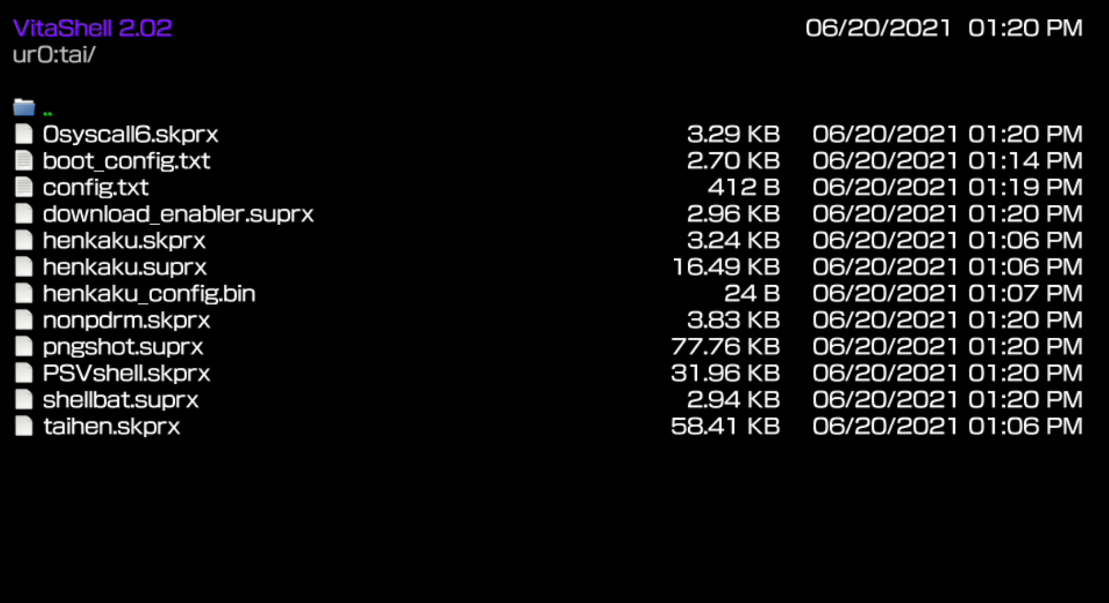 VitaShell 2.02 06/20/2021 01:20 PM
ur0:tai/
..
0syscall6.skprx 3.29 KB 06/20/2021 01:20 PM
boot_config.txt 2.70 KB 06/20/2021 01:14 PM
config.txt 412 B 06/20/2021 01:19 PM
download_enabler.suprx 2.96 KB 06/20/2021 01:20 PM
henkaku.skprx 3.24 KB 06/20/2021 01:06 PM
henkaku.suprx 16.49 KB 06/20/2021 01:06 PM
henkaku_config.bin 24 B 06/20/2021 01:07 PM
nonpdrm.skprx 3.83 KB 06/20/2021 01:20 PM
pngshot.suprx 77.76 KB 06/20/2021 01:20 PM
PSVshell.skprx 31.96 KB 06/20/2021 01:20 PM
shellbat.suprx 2.94 KB 06/20/2021 01:20 PM
taihen.skprx 58.41 KB 06/20/2021 01:06 PM